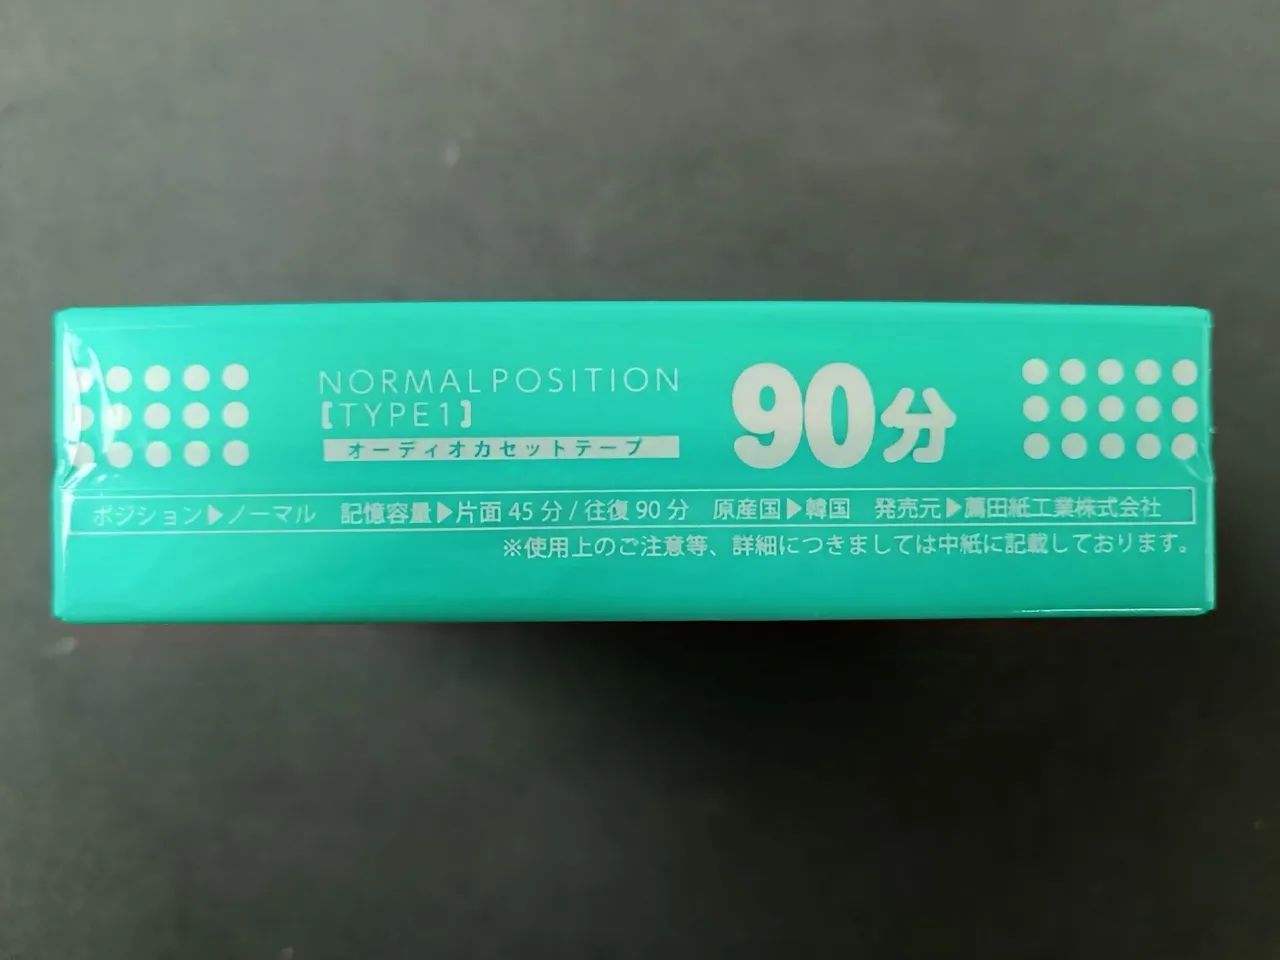 NORMAL POSITION
【TYPE1】
オーディオカセットテープ
90分
ポジション▶ノーマル 記憶容量▶片面 45 分 / 往復 90 分 原産国▶韓国 発売元▶薗田紙工業株式会社
※使用上のご注意等、詳細につきましては中紙に記載しております。